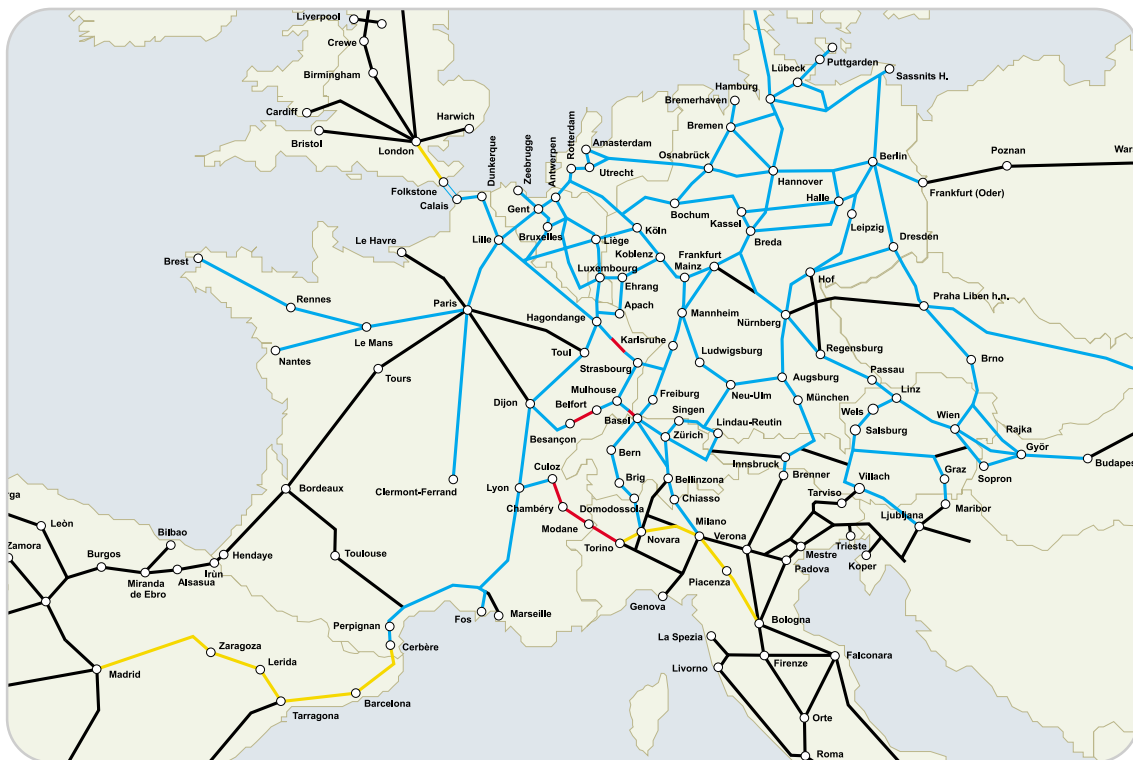 Liverpool
Crewe
Birmingham
Cardiff
Bristol
London
Harwich
Folkstone
Calais
Dunkerque
Zeebrugge
Antwerpen
Rotterdam
Amsterdam
Utrecht
Gent
Bruxelles
Lille
Liège
Köln
Koblenz
Luxembourg
Ehrang
Apach
Hagondange
Toul
Puttgarden
Lübeck
Sassnits H.
Hamburg
Bremerhaven
Bremen
Osnabrück
Hannover
Berlin
Poznan
War
Frankfurt (Oder)
Bochum
Kassel
Halle
Leipzig
Breda
Dresden
Frankfurt
Mainz
Hof
Praha Liben h.n.
Mannheim
Nürnberg
Karlsruhe
Strasbourg
Ludwigsburg
Regensburg
Brno
Le Havre
Brest
Rennes
Paris
Le Mans
Nantes
Tours
Dijon
Mulhouse
Belfort
Besançon
Basel
Freiburg
Neu-Ulm
Augsburg
München
Passau
Linz
Wels
Salsburg
Wien
Rajka
Györ
Sopron
Budapes
Singen
Lindau-Reutin
Zürich
Bern
Brig
Bellinzona
Chiasso
Innsbruck
Brenner
Villach
Tarviso
Graz
Maribor
Ljubljana
Clermont-Ferrand
Lyon
Culoz
Chambéry
Modane
Domodossola
Torino
Novara
Milano
Verona
Mestre
Padova
Trieste
Koper
Piacenza
Genova
Bologna
La Spezia
Livorno
Firenze
Falconara
Orte
Roma
Bordeaux
Toulouse
Hendaye
Irùn
Alsasua
Miranda
de Ebro
Bilbao
Burgos
Leòn
rga
Zamora
Madrid
Zaragoza
Lerida
Tarragona
Barcelona
Perpignan
Cerbère
Fos
Marseille